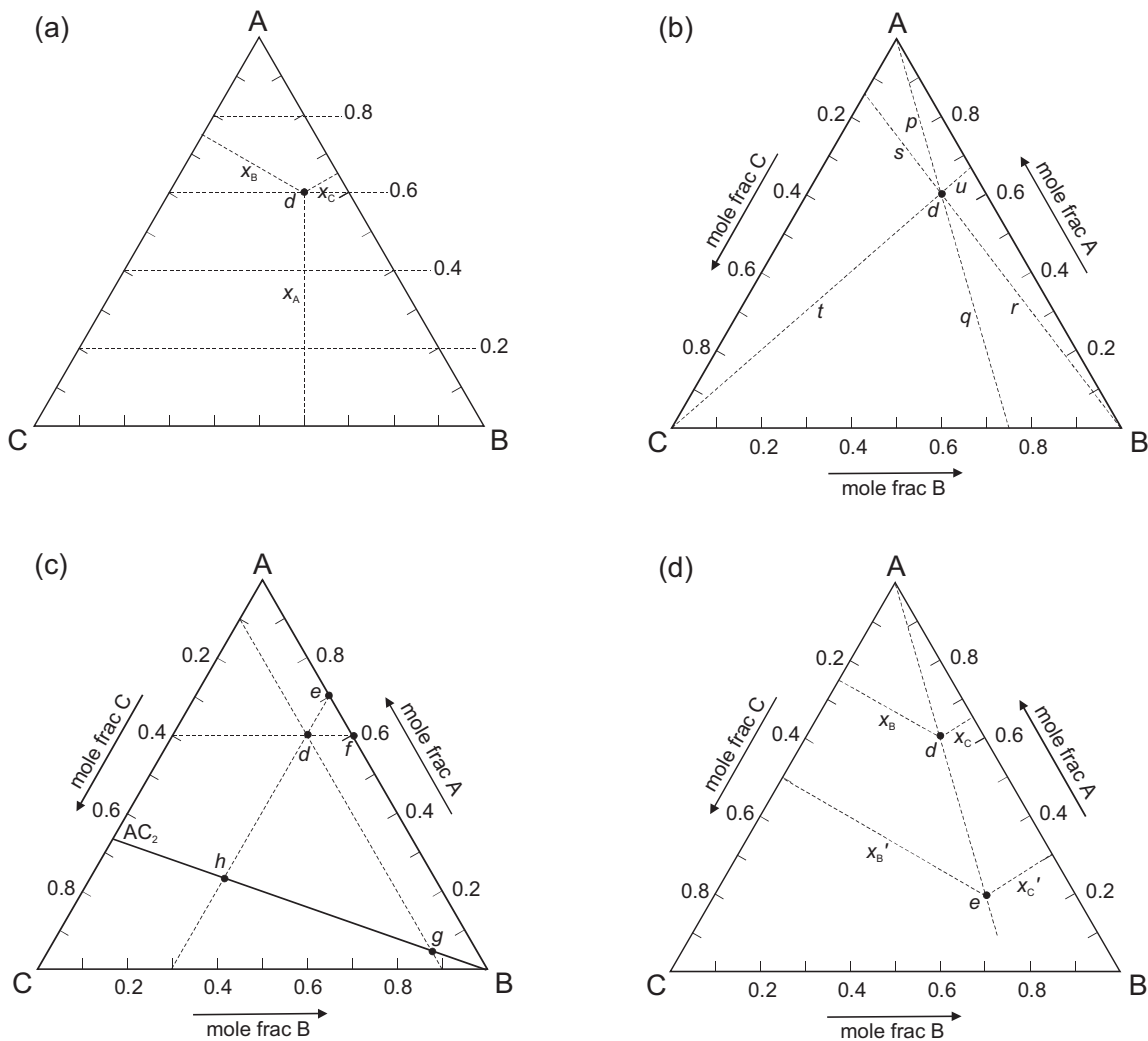 (a)
A
0.8
x_B
x_C
0.6
d
0.4
x_A
0.2
C
B
(b)
A
0.2
0.8
p
s
mole frac C
0.4
u
0.6
mole frac A
d
0.6
0.4
t
q
r
0.8
0.2
C
B
0.2
0.4
0.6
0.8
mole frac B
(c)
A
0.2
0.8
e
mole frac C
0.4
0.6
mole frac A
d
f
0.6
0.4
AC₂
h
0.8
0.2
g
C
B
0.2
0.4
0.6
0.8
mole frac B
(d)
A
0.2
0.8
x_B
x_C
mole frac C
0.4
d
0.6
mole frac A
0.6
0.4
x_B'
x_C'
0.8
e
0.2
C
B
0.2
0.4
0.6
0.8
mole frac B